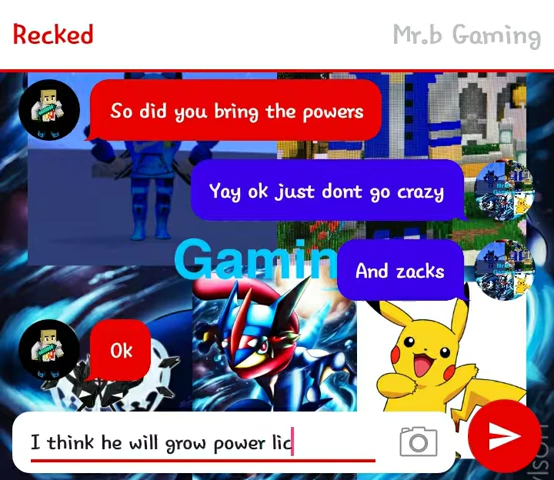 Recked
Mr.b Gaming
So did you bring the powers
Yay ok just dont go crazy
Gamin
And zacks
Ok
I think he will grow power lic